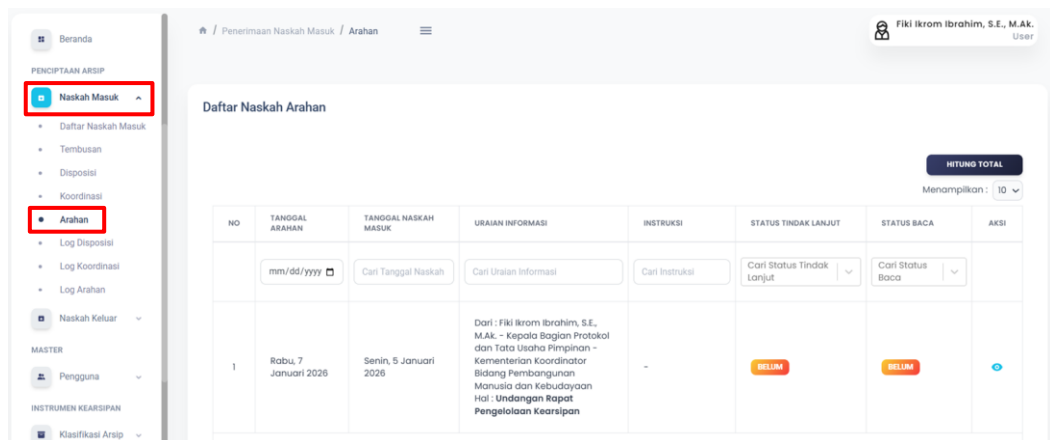 Beranda
PENCIPTAAN ARSIP
Naskah Masuk
Daftar Naskah Masuk
Tembusan
Disposisi
Koordinasi
Arahan
Log Disposisi
Log Koordinasi
Log Arahan
Naskah Keluar
MASTER
Pengguna
INSTRUMEN KEARSIPAN
Klasifikasi Arsip
/ Penerimaan Naskah Masuk / Arahan
Fiki Ikrom Ibrahim, S.E., M.Ak.
User
Daftar Naskah Arahan
HITUNG TOTAL
Menampilkan : 10
NO
TANGGAL
ARAHAN
TANGGAL NASKAH
MASUK
URAIAN INFORMASI
INSTRUKSI
STATUS TINDAK LANJUT
STATUS BACA
AKSI
mm/dd/yyyy
Cari Tanggal Naskah
Cari Uraian Informasi
Cari Instruksi
Cari Status Tindak
Lanjut
Cari Status
Baca
1
Rabu, 7
Januari 2026
Senin, 5 Januari
2026
Dari : Fiki Ikrom Ibrahim, S.E.,
M.Ak. - Kepala Bagian Protokol
dan Tata Usaha Pimpinan -
Kementerian Koordinator
Bidang Pembangunan
Manusia dan Kebudayaan
Hal : Undangan Rapat
Pengelolaan Kearsipan
-
BELUM
BELUM